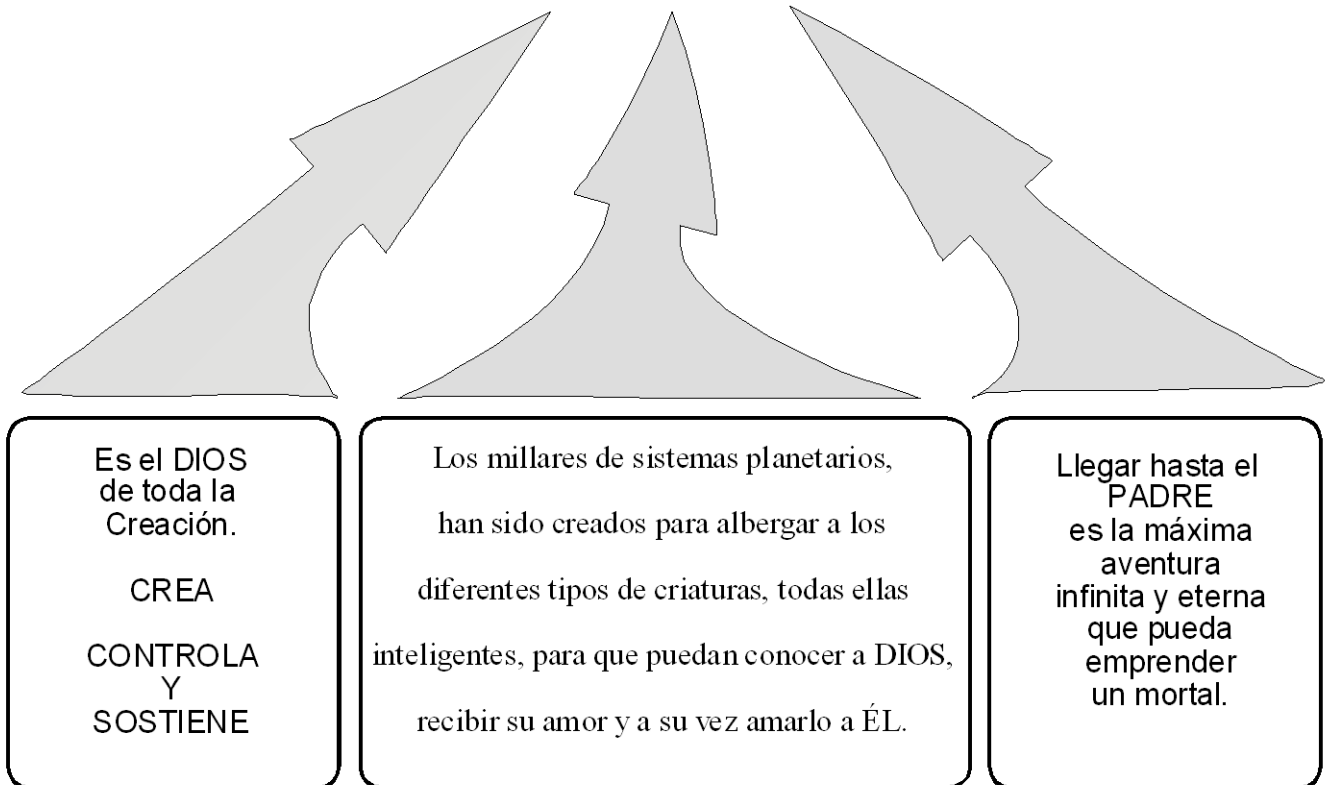 Es el DIOS
de toda la
Creación.
CREA
CONTROLA
Y
SOSTIENE
Los millares de sistemas planetarios,
han sido creados para albergar a los
diferentes tipos de criaturas, todas ellas
inteligentes, para que puedan conocer a DIOS,
recibir su amor y a su vez amarlo a ÉL.
Llegar hasta el
PADRE
es la máxima
aventura
infinita y eterna
que pueda
emprender
un mortal.